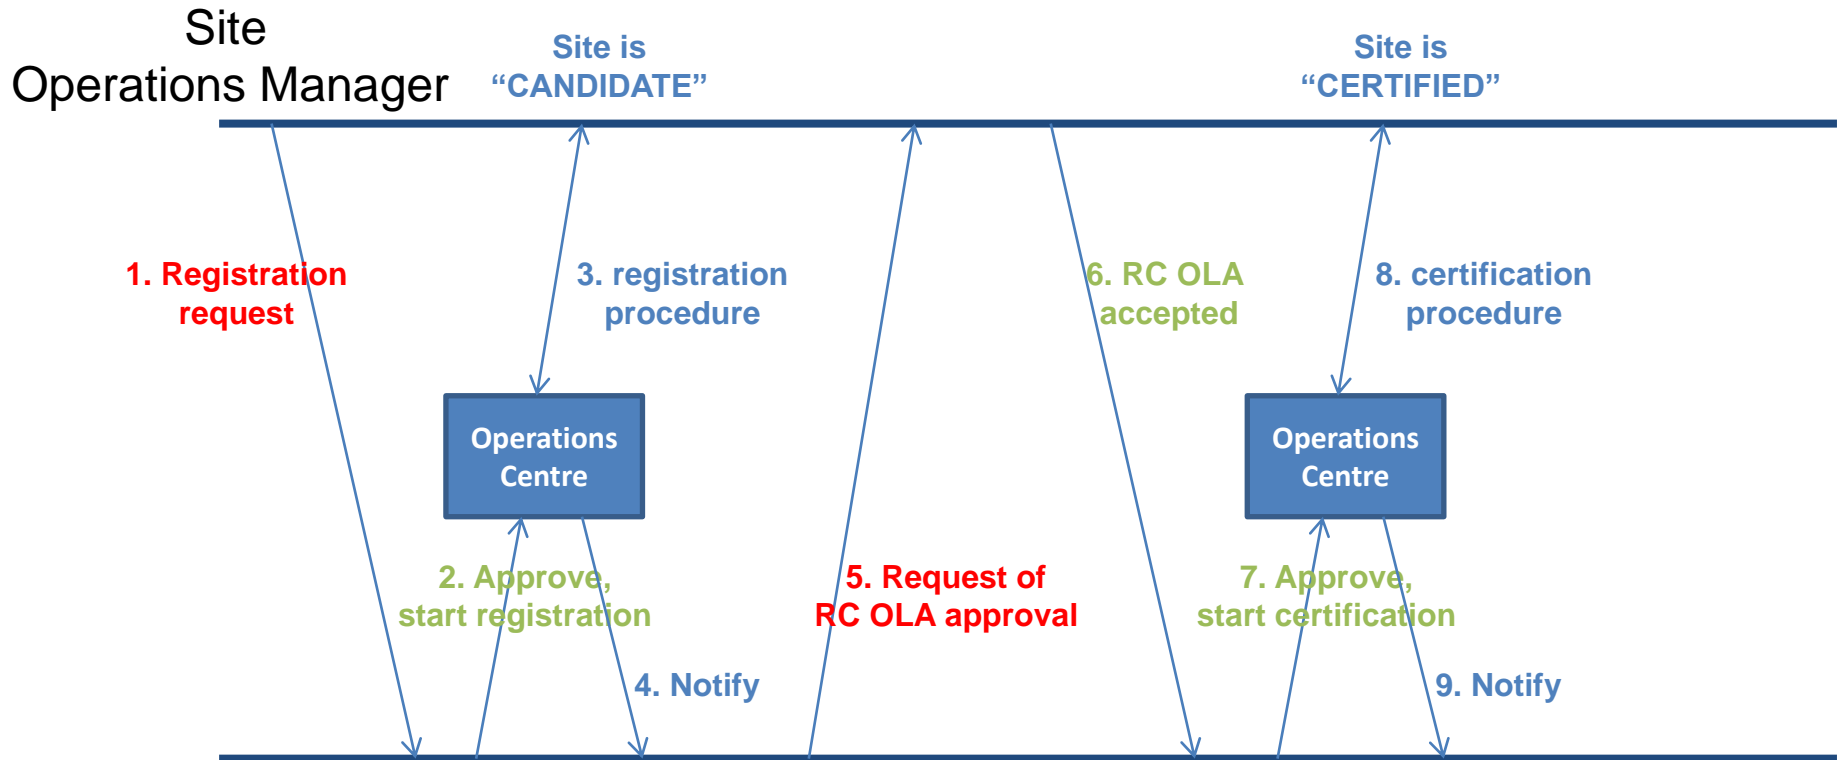 Site
Operations Manager
Site is
“CANDIDATE”
Site is
“CERTIFIED”
1. Registration
request
3. registration
procedure
6. RC OLA
accepted
8. certification
procedure
Operations
Centre
Operations
Centre
2. Approve,
start registration
5. Request of
RC OLA approval
7. Approve,
start certification
4. Notify
9. Notify